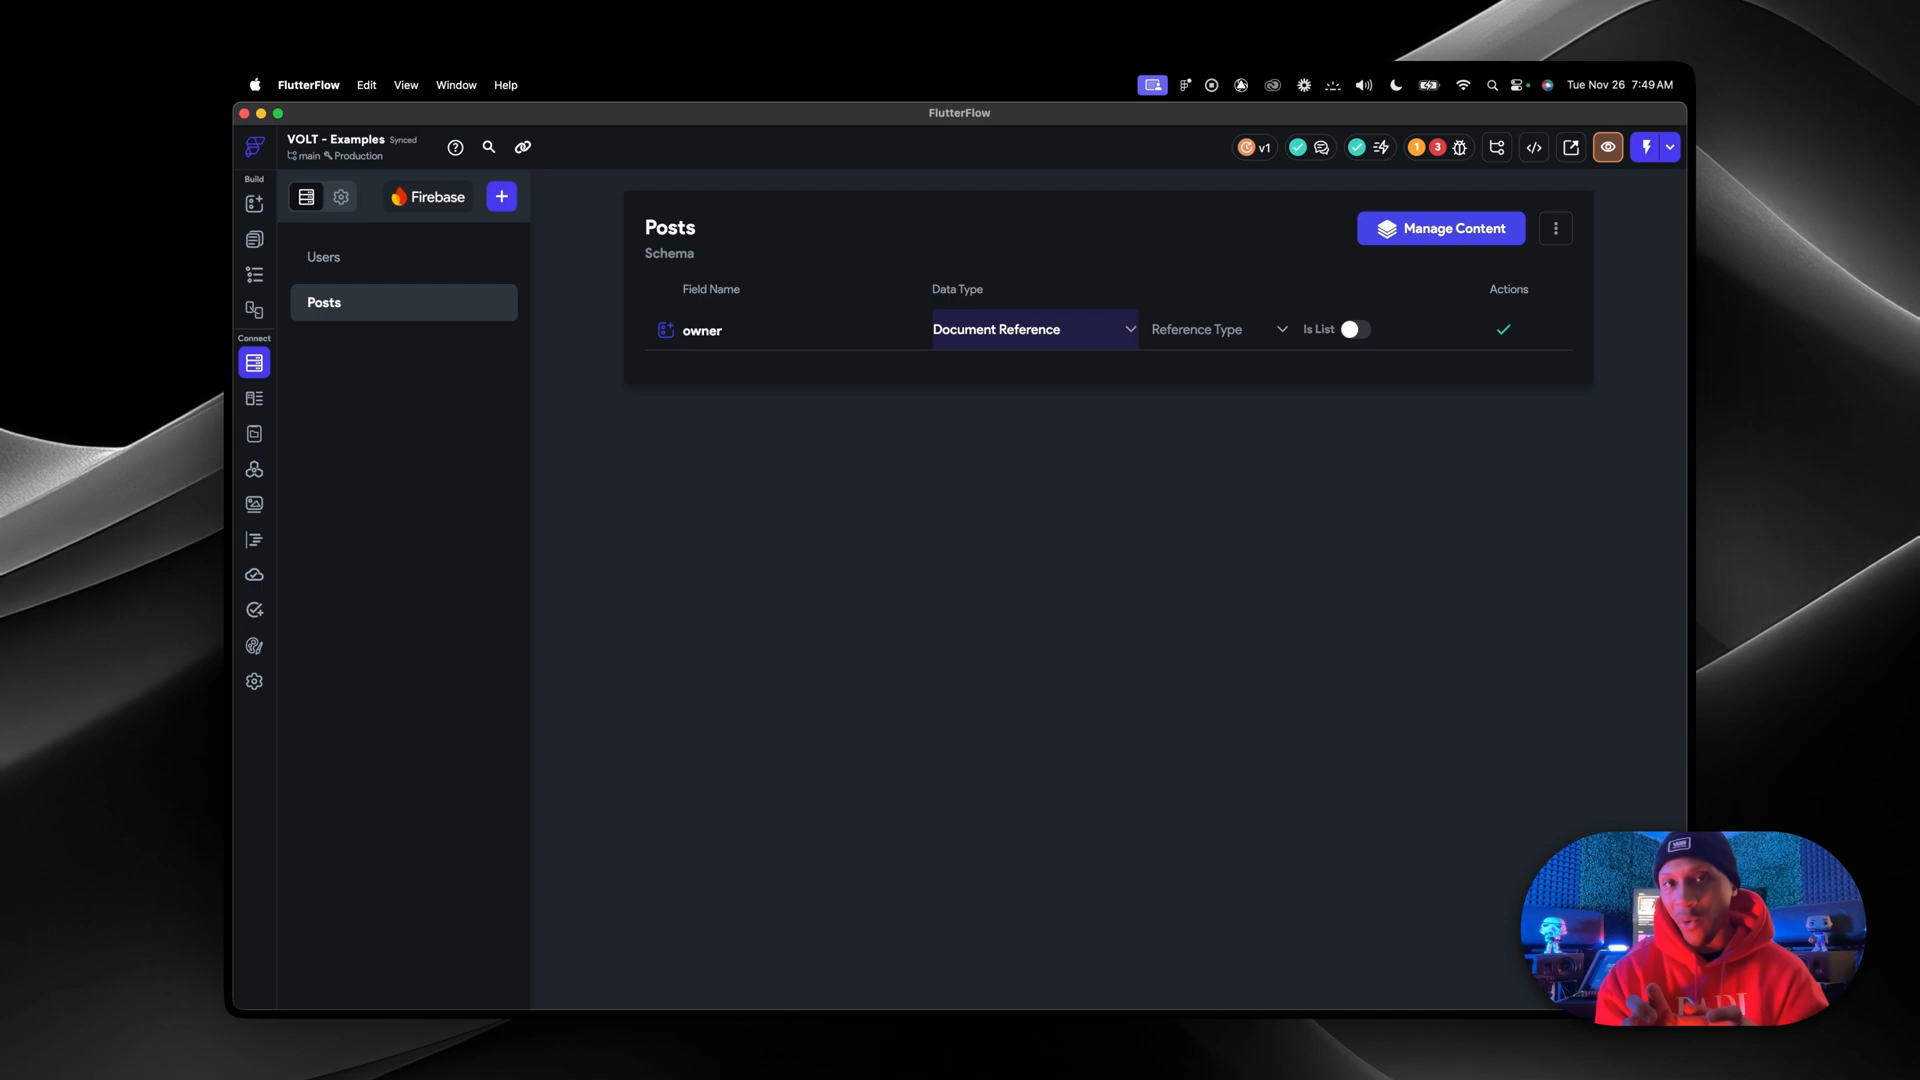 FlutterFlow Edit View Window Help
Tue Nov 26 7:49 AM
FlutterFlow
VOLT - Examples Synced
main Production
v1
1 3
Build
Firebase
Users
Posts
Connect
Posts
Manage Content
Schema
Field Name Data Type Actions
owner Document Reference Reference Type Is List